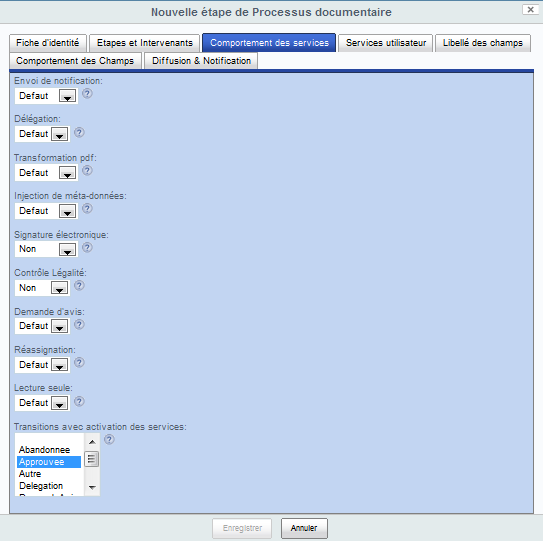 Nouvelle étape de Processus documentaire
Fiche d'identité
Etapes et Intervenants
Comportement des services
Services utilisateur
Libellé des champs
Comportement des Champs
Diffusion & Notification
Envoi de notification:
Defaut
Délégation:
Defaut
Transformation pdf:
Defaut
Injection de méta-données:
Defaut
Signature électronique:
Non
Contrôle Légalité:
Non
Demande d'avis:
Defaut
Réassignation:
Defaut
Lecture seule:
Defaut
Transitions avec activation des services:
Abandonnee
Approuvee
Autre
Delegation
Enregistrer
Annuler